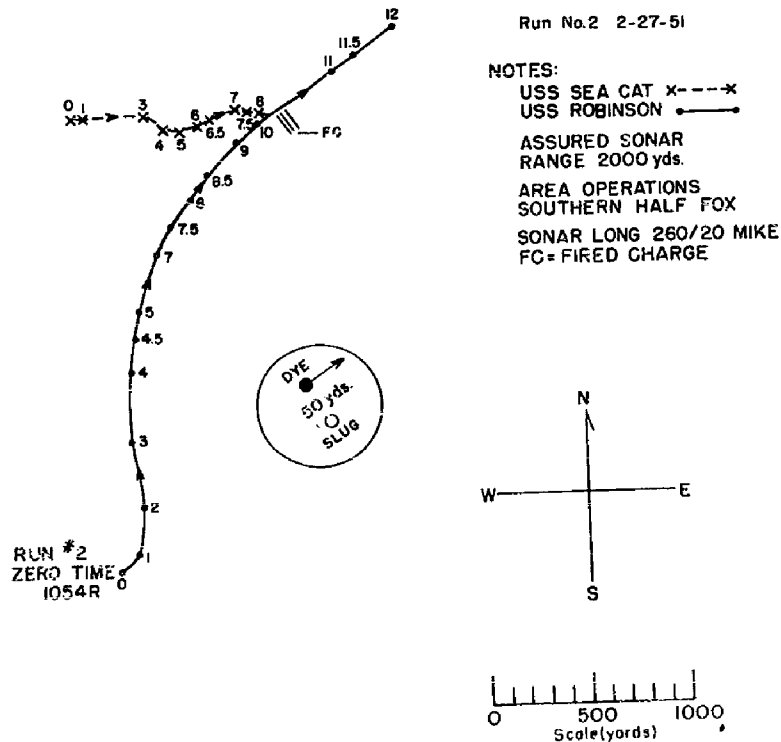 Run No.2 2-27-51
NOTES:
USS SEA CAT x----x
USS ROBINSON
ASSURED SONAR
RANGE 2000 yds.
AREA OPERATIONS
SOUTHERN HALF FOX
SONAR LONG 260/20 MIKE
FC= FIRED CHARGE
12
11.5
11
0 1 3 4 5 6 6.5 7 7.5 8
10
FC
9
8.5
8
7.5
7
5
4.5
4
3
2
1
0
RUN #2
ZERO TIME
1054R
DYE
50 yds.
SLUG
N
W E
S
0 500 1000
Scale(yords)